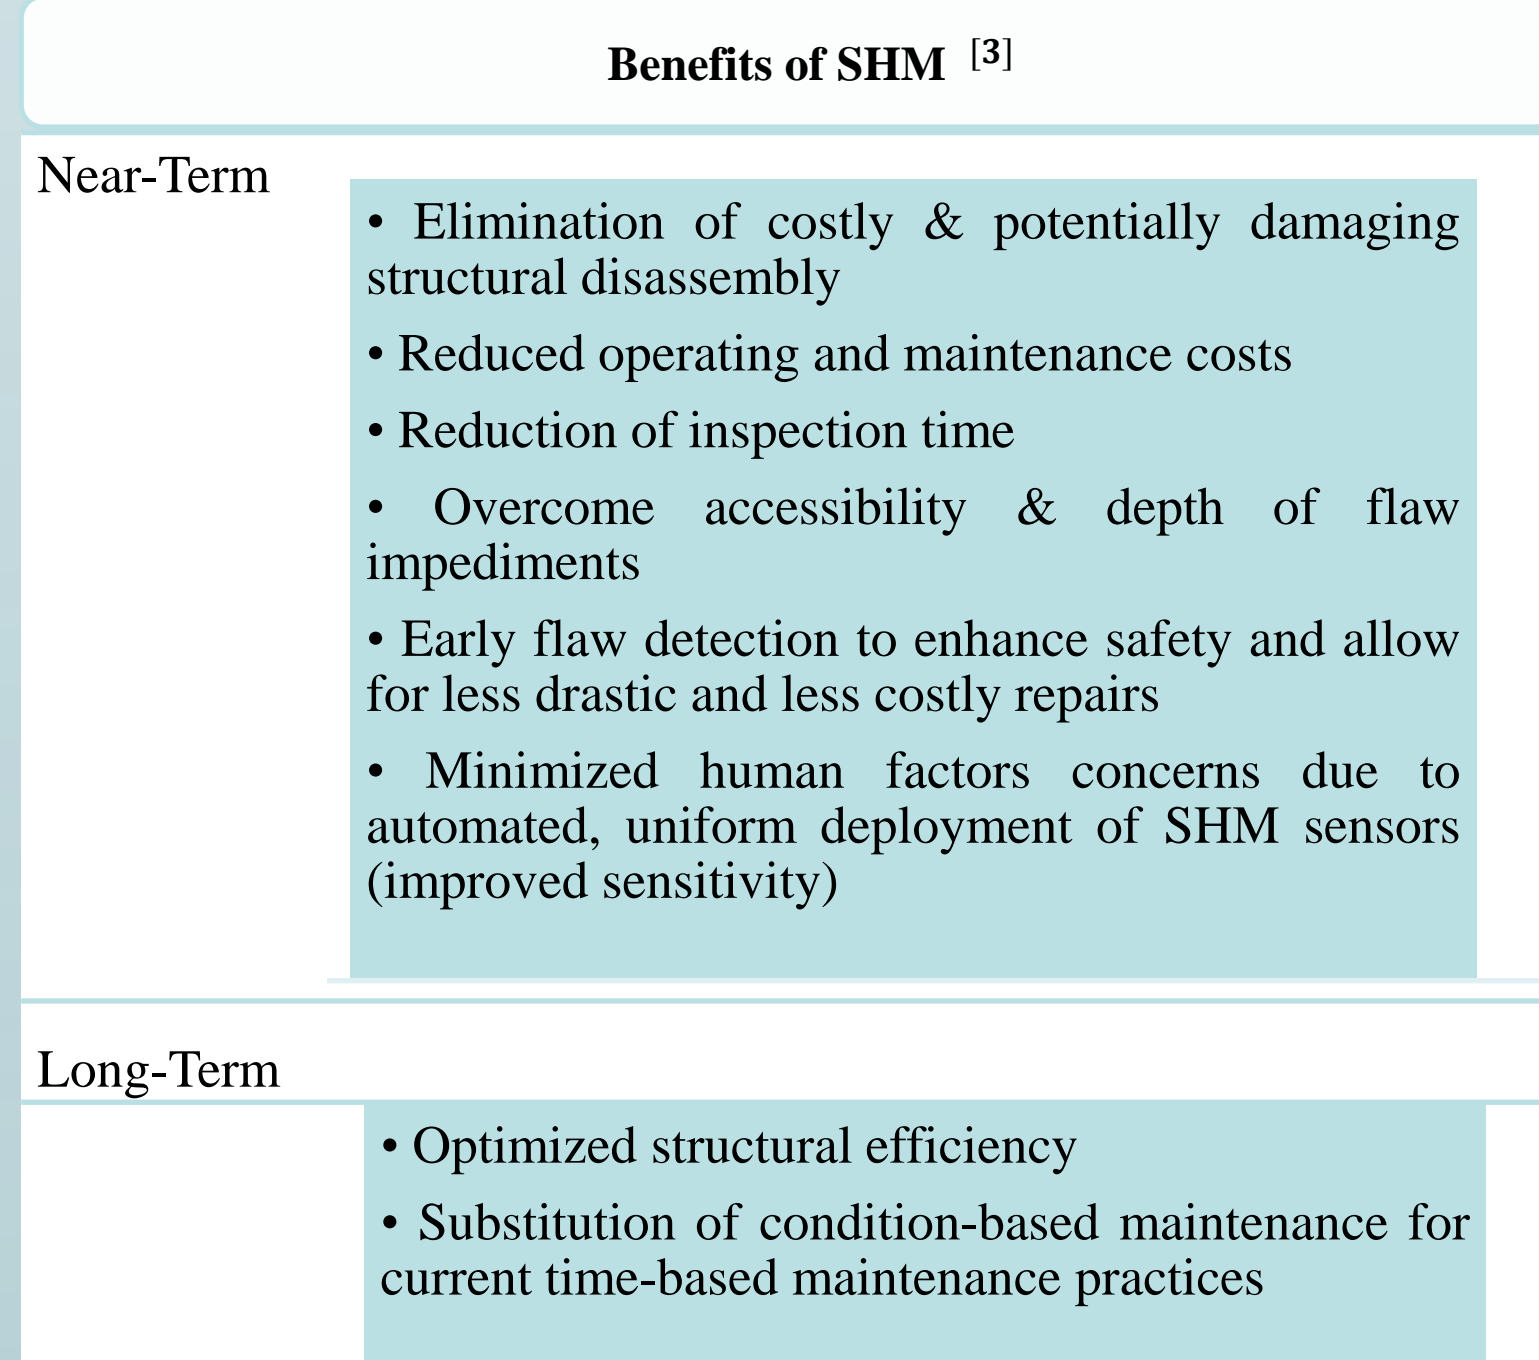 Benefits of SHM [3]
Near-Term
• Elimination of costly & potentially damaging
structural disassembly
• Reduced operating and maintenance costs
• Reduction of inspection time
• Overcome accessibility & depth of flaw
impediments
• Early flaw detection to enhance safety and allow
for less drastic and less costly repairs
• Minimized human factors concerns due to
automated, uniform deployment of SHM sensors
(improved sensitivity)
Long-Term
• Optimized structural efficiency
• Substitution of condition-based maintenance for
current time-based maintenance practices